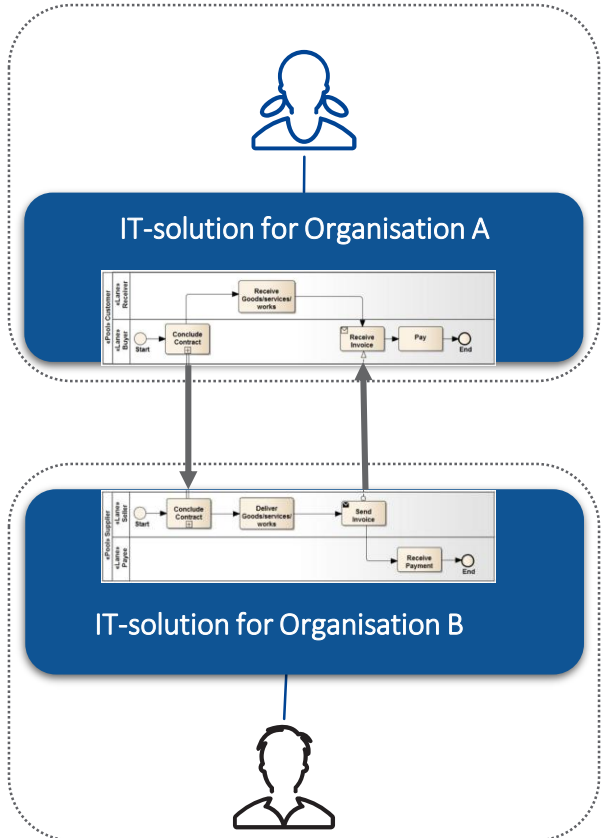 IT-solution for Organisation A
«Pool» Customer
«Lane»
Receiver
«Lane»
Buyer
Receive
Goods/services/
works
Start
Conclude
Contract
Receive
Invoice
Pay
End
«Pool» Supplier
«Lane»
Seller
«Lane»
Payee
Start
Conclude
Contract
Deliver
Goods/services/
works
Send
Invoice
Receive
Payment
End
IT-solution for Organisation B